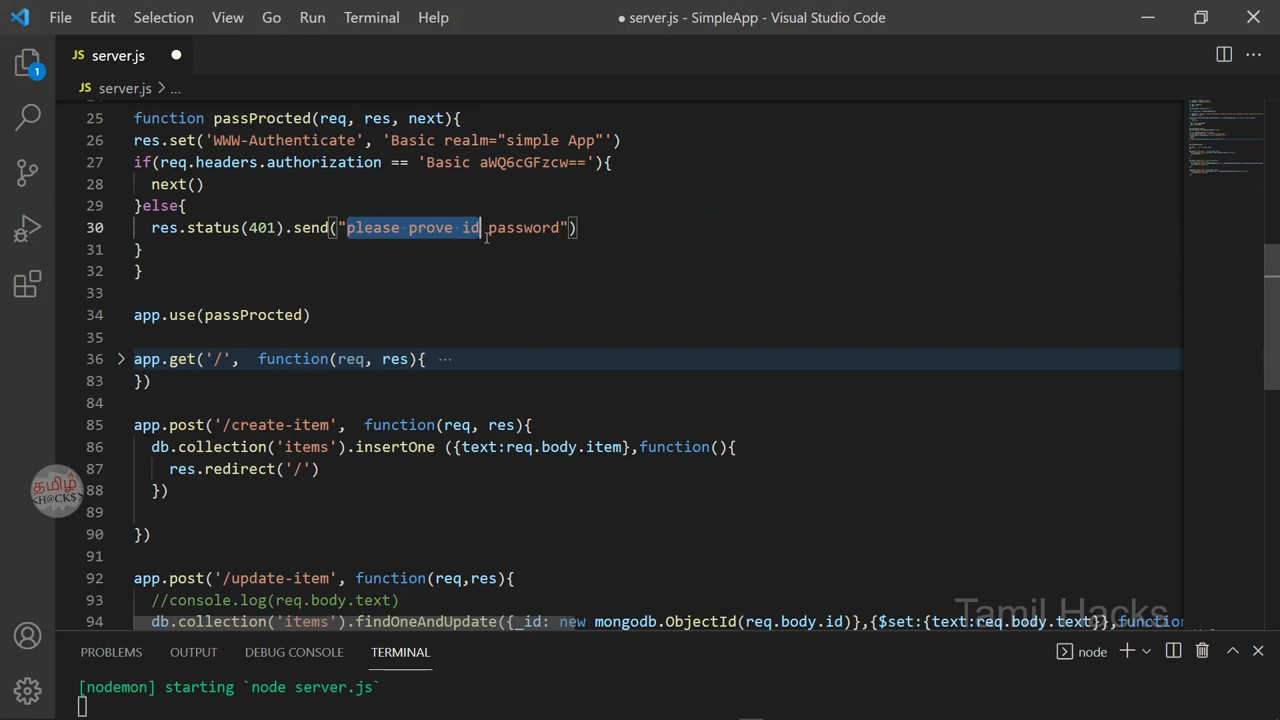 File Edit Selection View Go Run Terminal Help ● server.js - SimpleApp - Visual Studio Code
JS server.js ●
JS server.js > ...
1
25 function passProcted(req, res, next){
26 res.set('WWW-Authenticate', 'Basic realm="simple App"')
27 if(req.headers.authorization == 'Basic aWQ6cGFzcw=='){
28 next()
29 }else{
30 res.status(401).send("please prove id password")
31 }
32 }
33
34 app.use(passProcted)
35
36 app.get('/', function(req, res){ ...
83 })
84
85 app.post('/create-item', function(req, res){
86 db.collection('items').insertOne ({text:req.body.item},function(){
87 res.redirect('/')
தமிழ்
<H@CK$>
88 })
89
90 })
91
92 app.post('/update-item', function(req,res){
93 //console.log(req.body.text)
Tamil Hacks
94 db.collection('items').findOneAndUpdate({_id: new mongodb.ObjectId(req.body.id)},{$set:{text:req.body.text}},function
PROBLEMS OUTPUT DEBUG CONSOLE TERMINAL node
[nodemon] starting `node server.js`